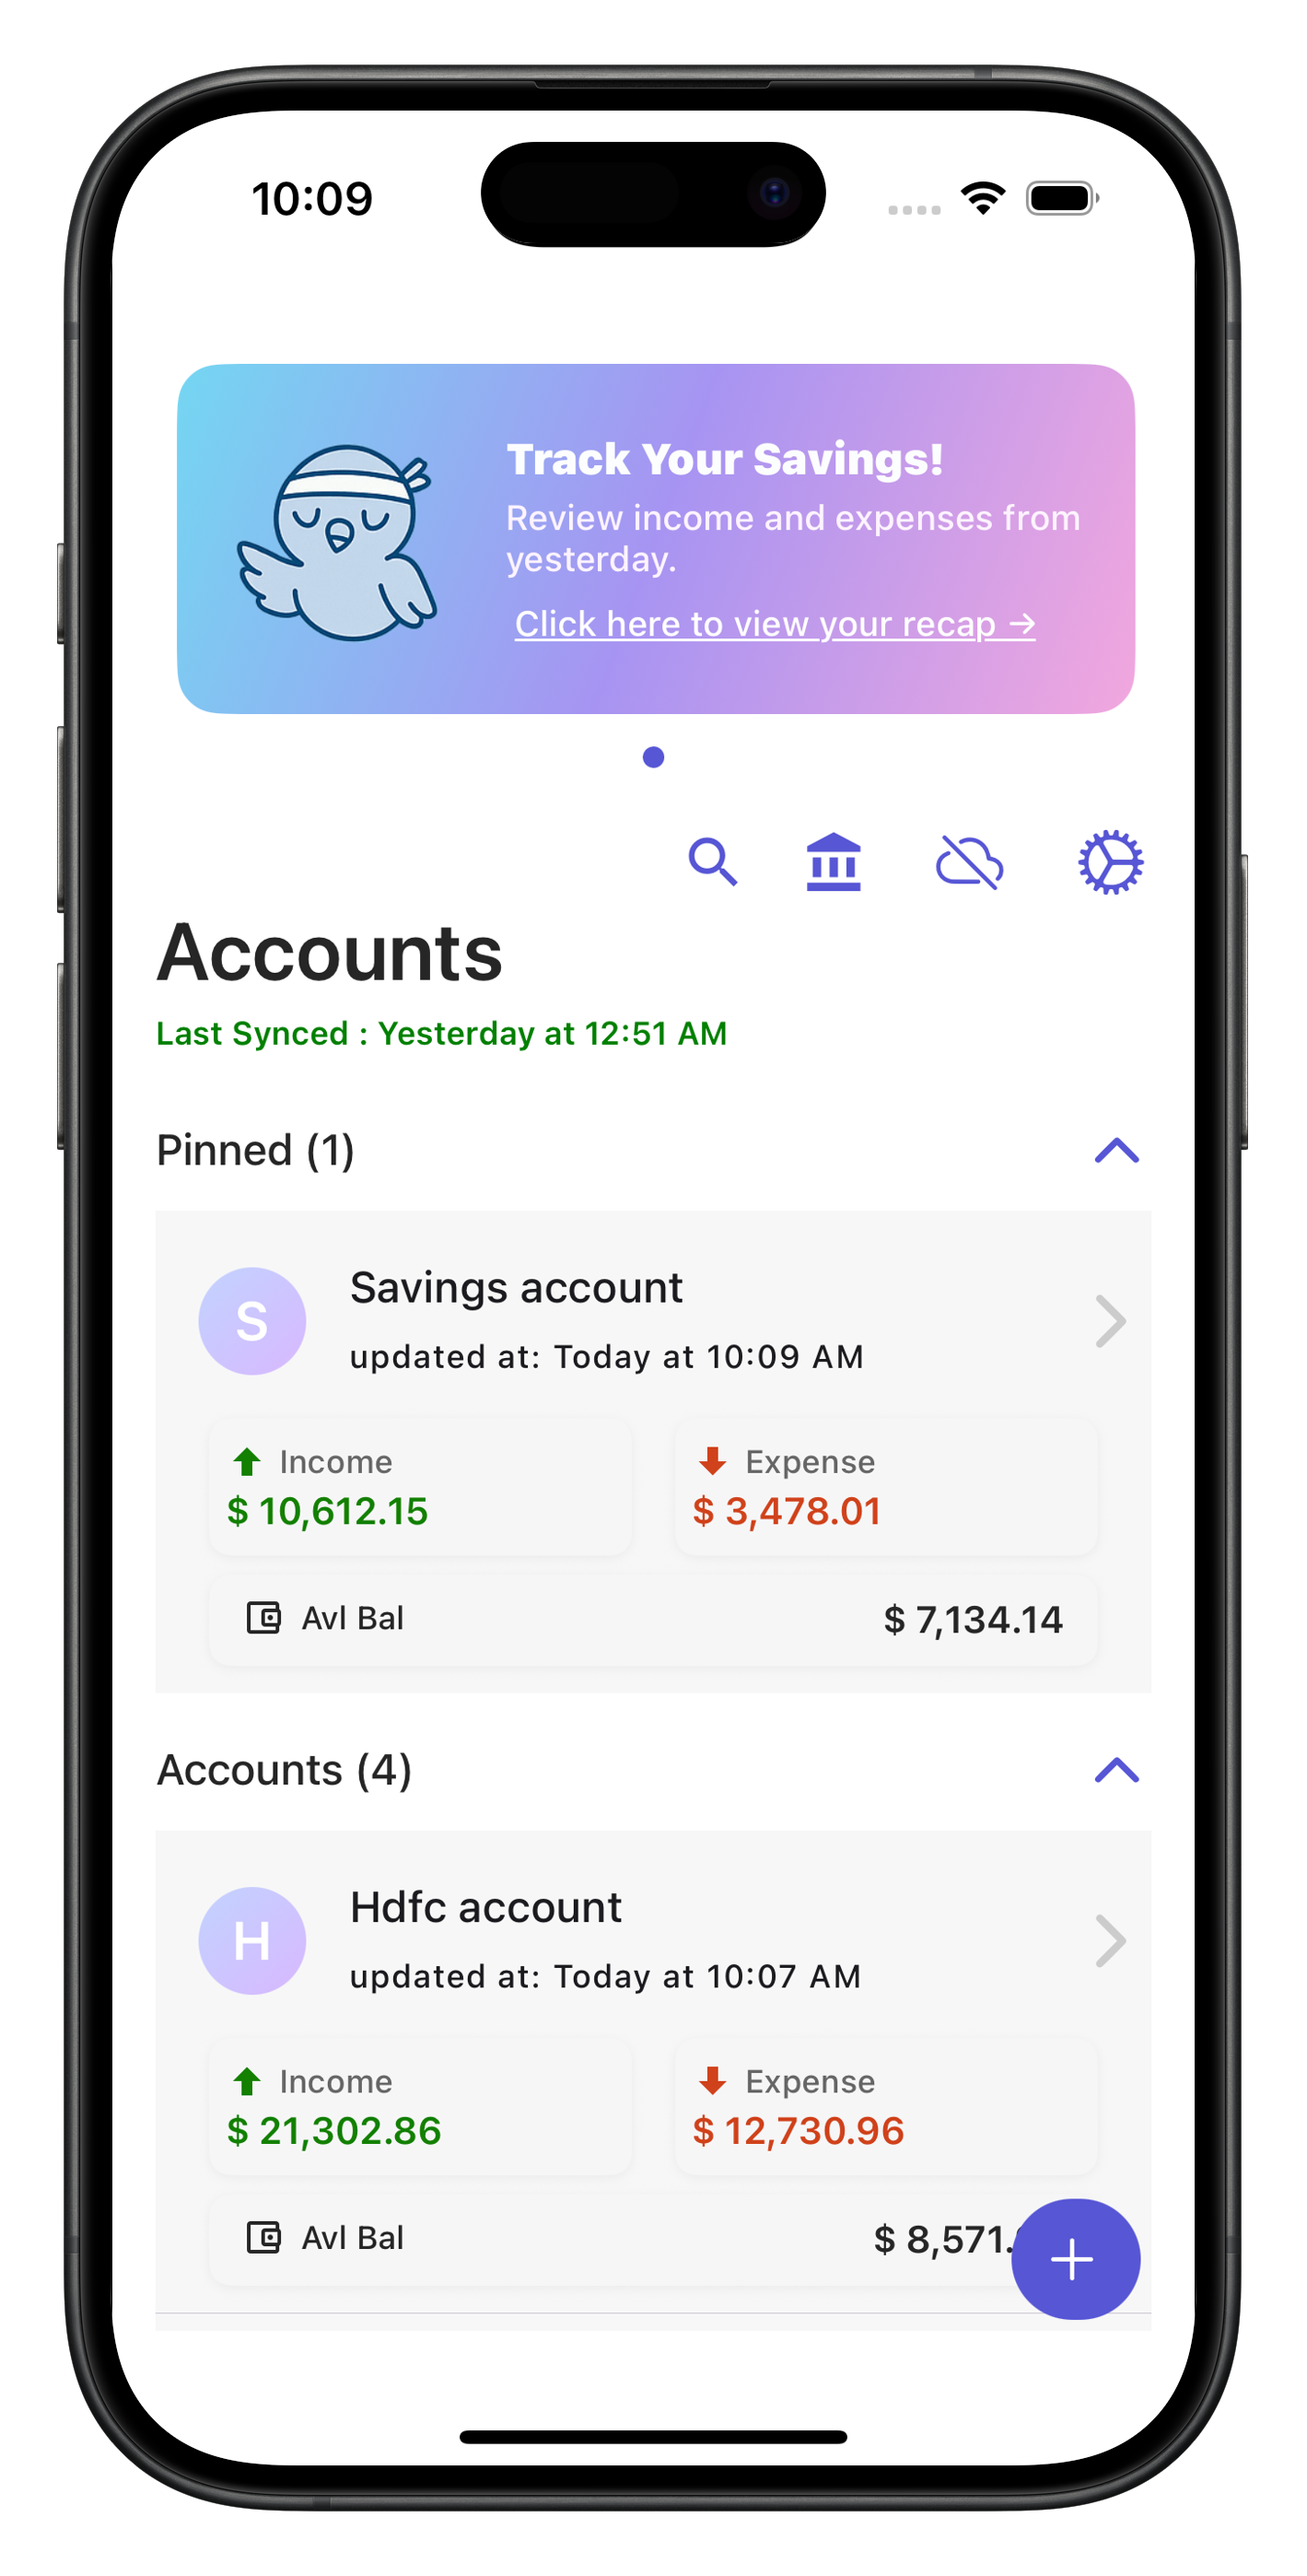 10:09
Track Your Savings!
Review income and expenses from
yesterday.
Click here to view your recap →
Accounts
Last Synced : Yesterday at 12:51 AM
Pinned (1)
S
Savings account
updated at: Today at 10:09 AM
Income
Expense
$ 10,612.15
$ 3,478.01
Avl Bal
$ 7,134.14
Accounts (4)
H
Hdfc account
updated at: Today at 10:07 AM
Income
Expense
$ 21,302.86
$ 12,730.96
Avl Bal
$ 8,571.